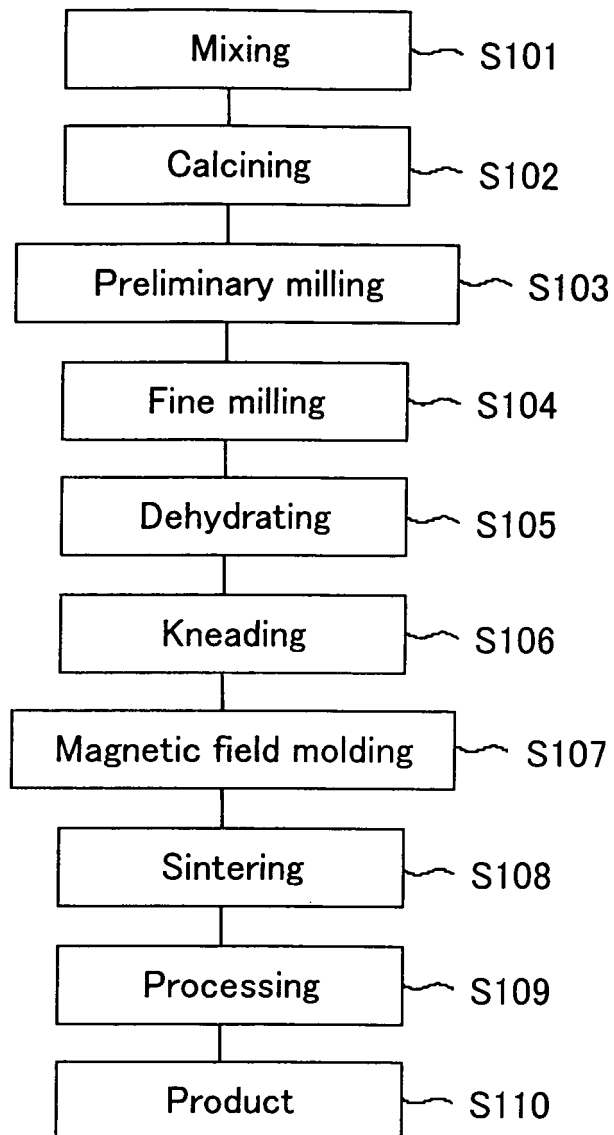 Mixing S101
Calcining S102
Preliminary milling S103
Fine milling S104
Dehydrating S105
Kneading S106
Magnetic field molding S107
Sintering S108
Processing S109
Product S110